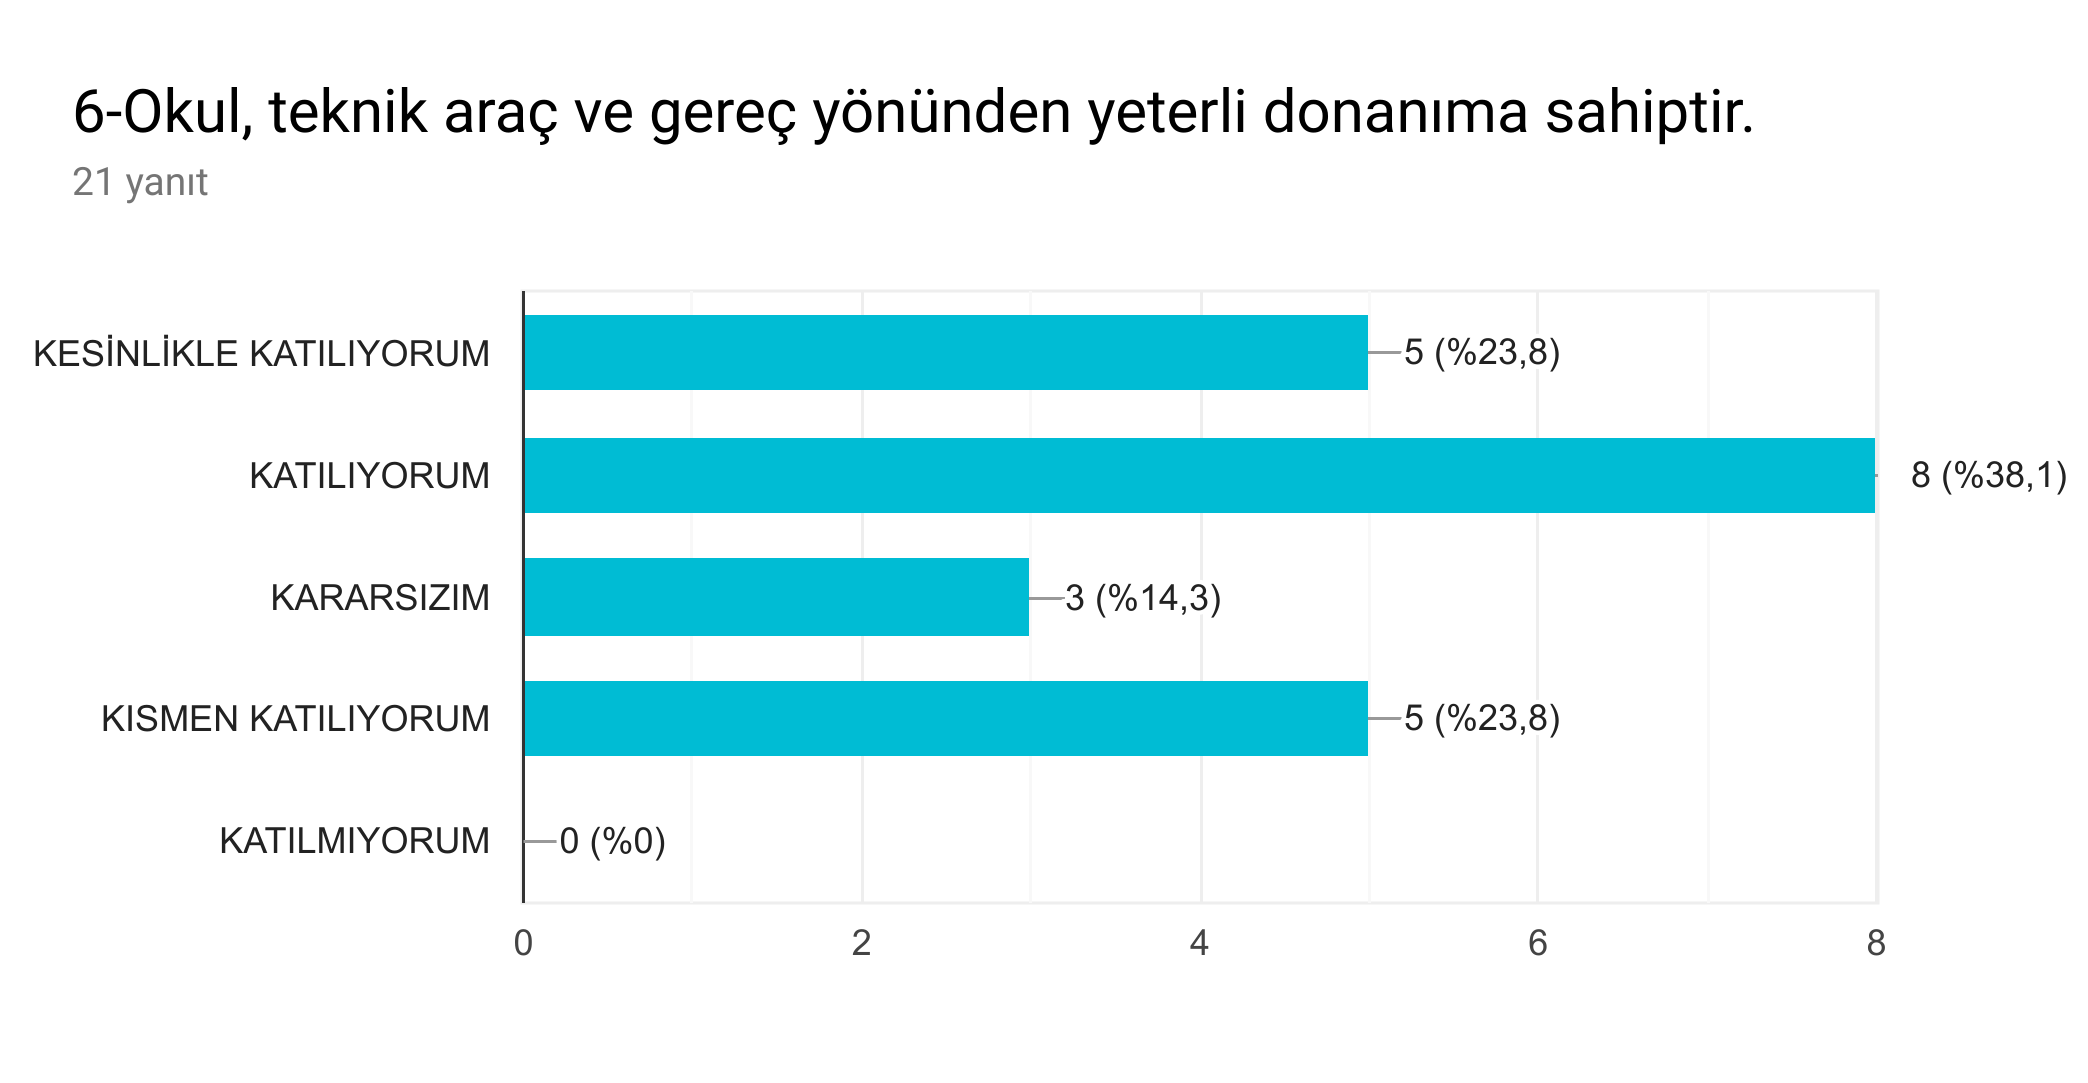 6-Okul, teknik araç ve gereç yönünden yeterli donanıma sahiptir.
21 yanıt
KESİNLİKLE KATILIYORUM 5 (%23,8)
KATILIYORUM 8 (%38,1)
KARARSIZIM 3 (%14,3)
KISMEN KATILIYORUM 5 (%23,8)
KATILMIYORUM 0 (%0)
0 2 4 6 8